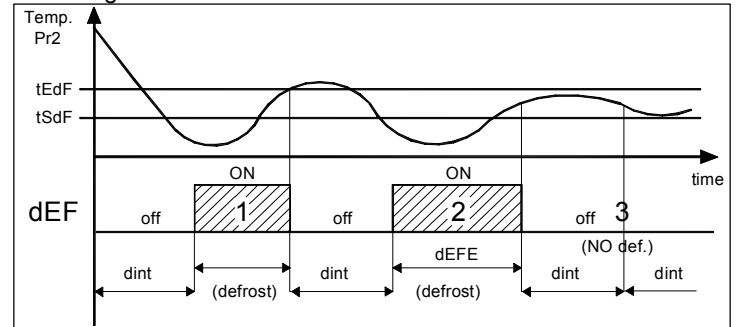 Temp.
Pr2
tEdF
tSdF
ON
ON
time
dEF
off
1
off
2
off
3
(NO def.)
dEFE
dint
(defrost)
dint
(defrost)
dint
dint